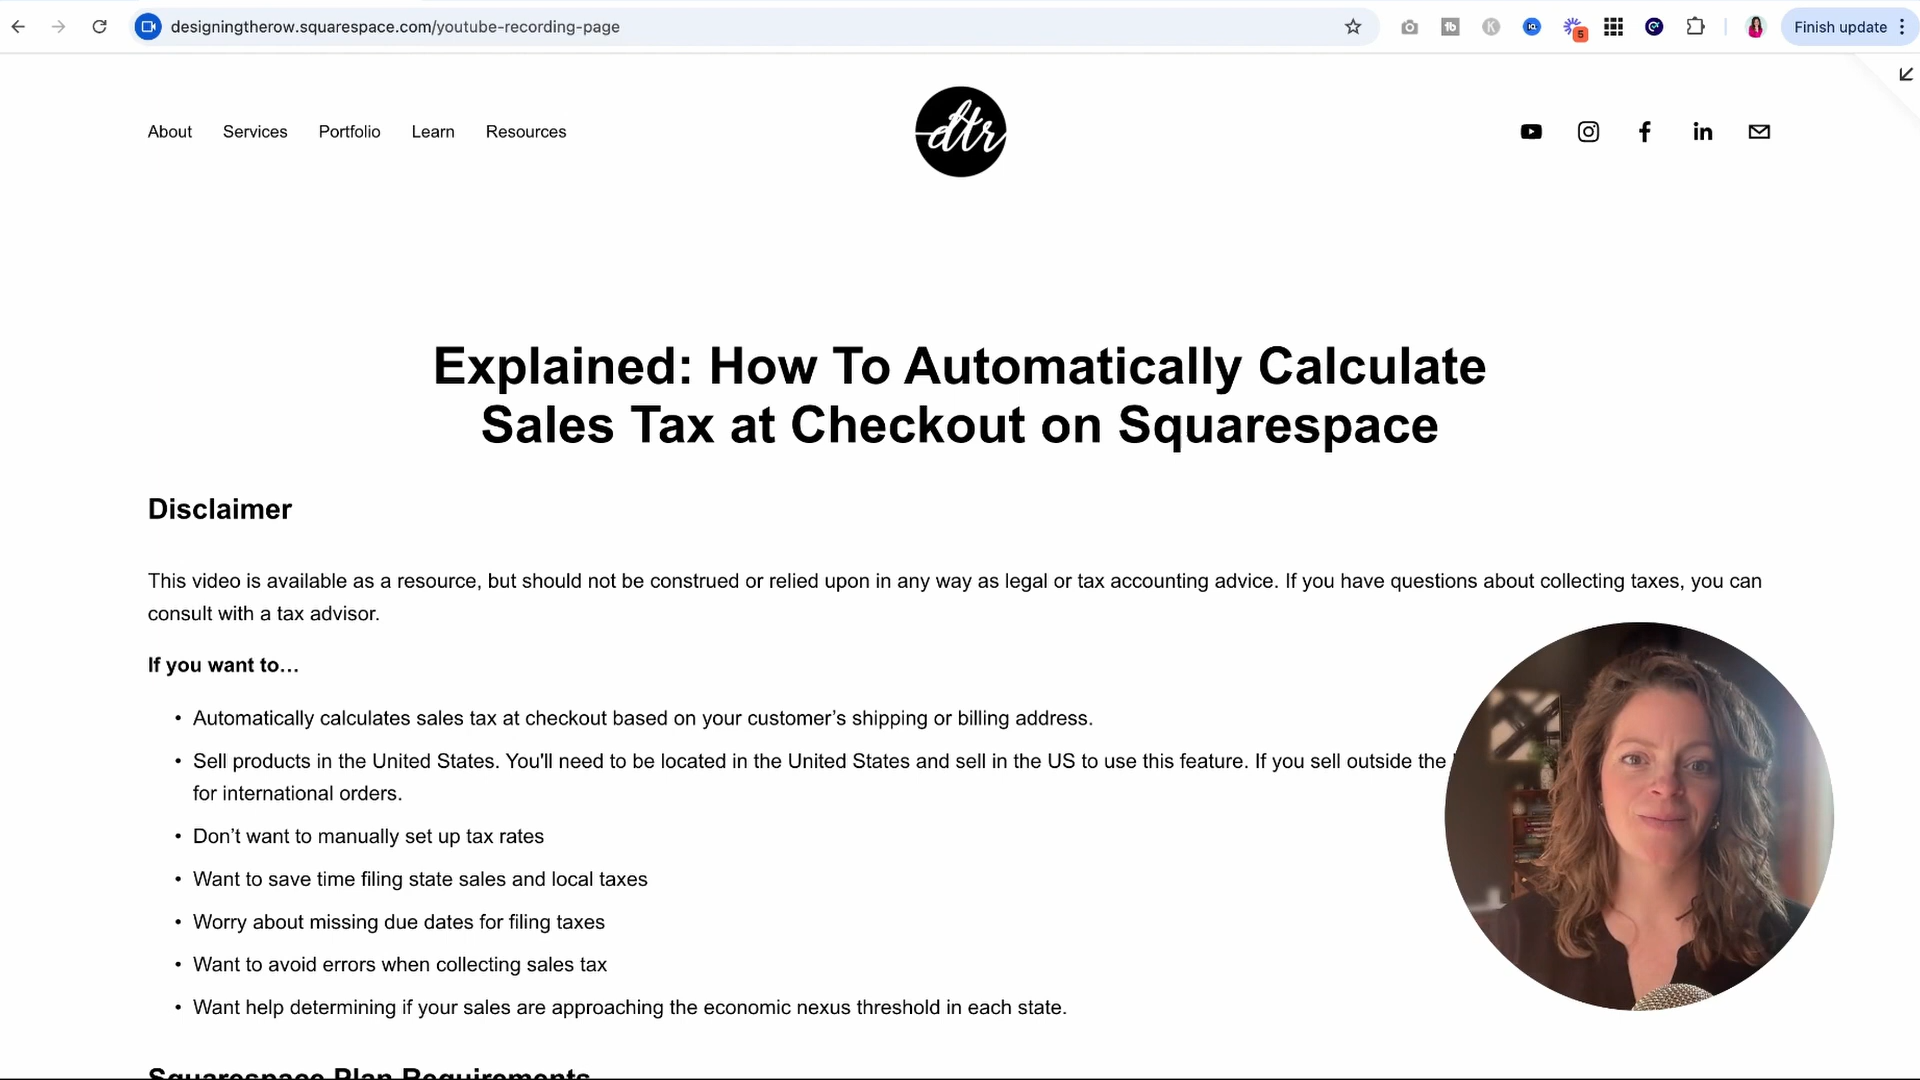 designingtherow.squarespace.com/youtube-recording-page
Finish update
5
About Services Portfolio Learn Resources
dtr
Explained: How To Automatically Calculate
Sales Tax at Checkout on Squarespace
Disclaimer
This video is available as a resource, but should not be construed or relied upon in any way as legal or tax accounting advice. If you have questions about collecting taxes, you can
consult with a tax advisor.
If you want to…
• Automatically calculates sales tax at checkout based on your customer’s shipping or billing address.
• Sell products in the United States. You'll need to be located in the United States and sell in the US to use this feature. If you sell outside the
for international orders.
• Don’t want to manually set up tax rates
• Want to save time filing state sales and local taxes
• Worry about missing due dates for filing taxes
• Want to avoid errors when collecting sales tax
• Want help determining if your sales are approaching the economic nexus threshold in each state.
Squarespace Plan Requirements